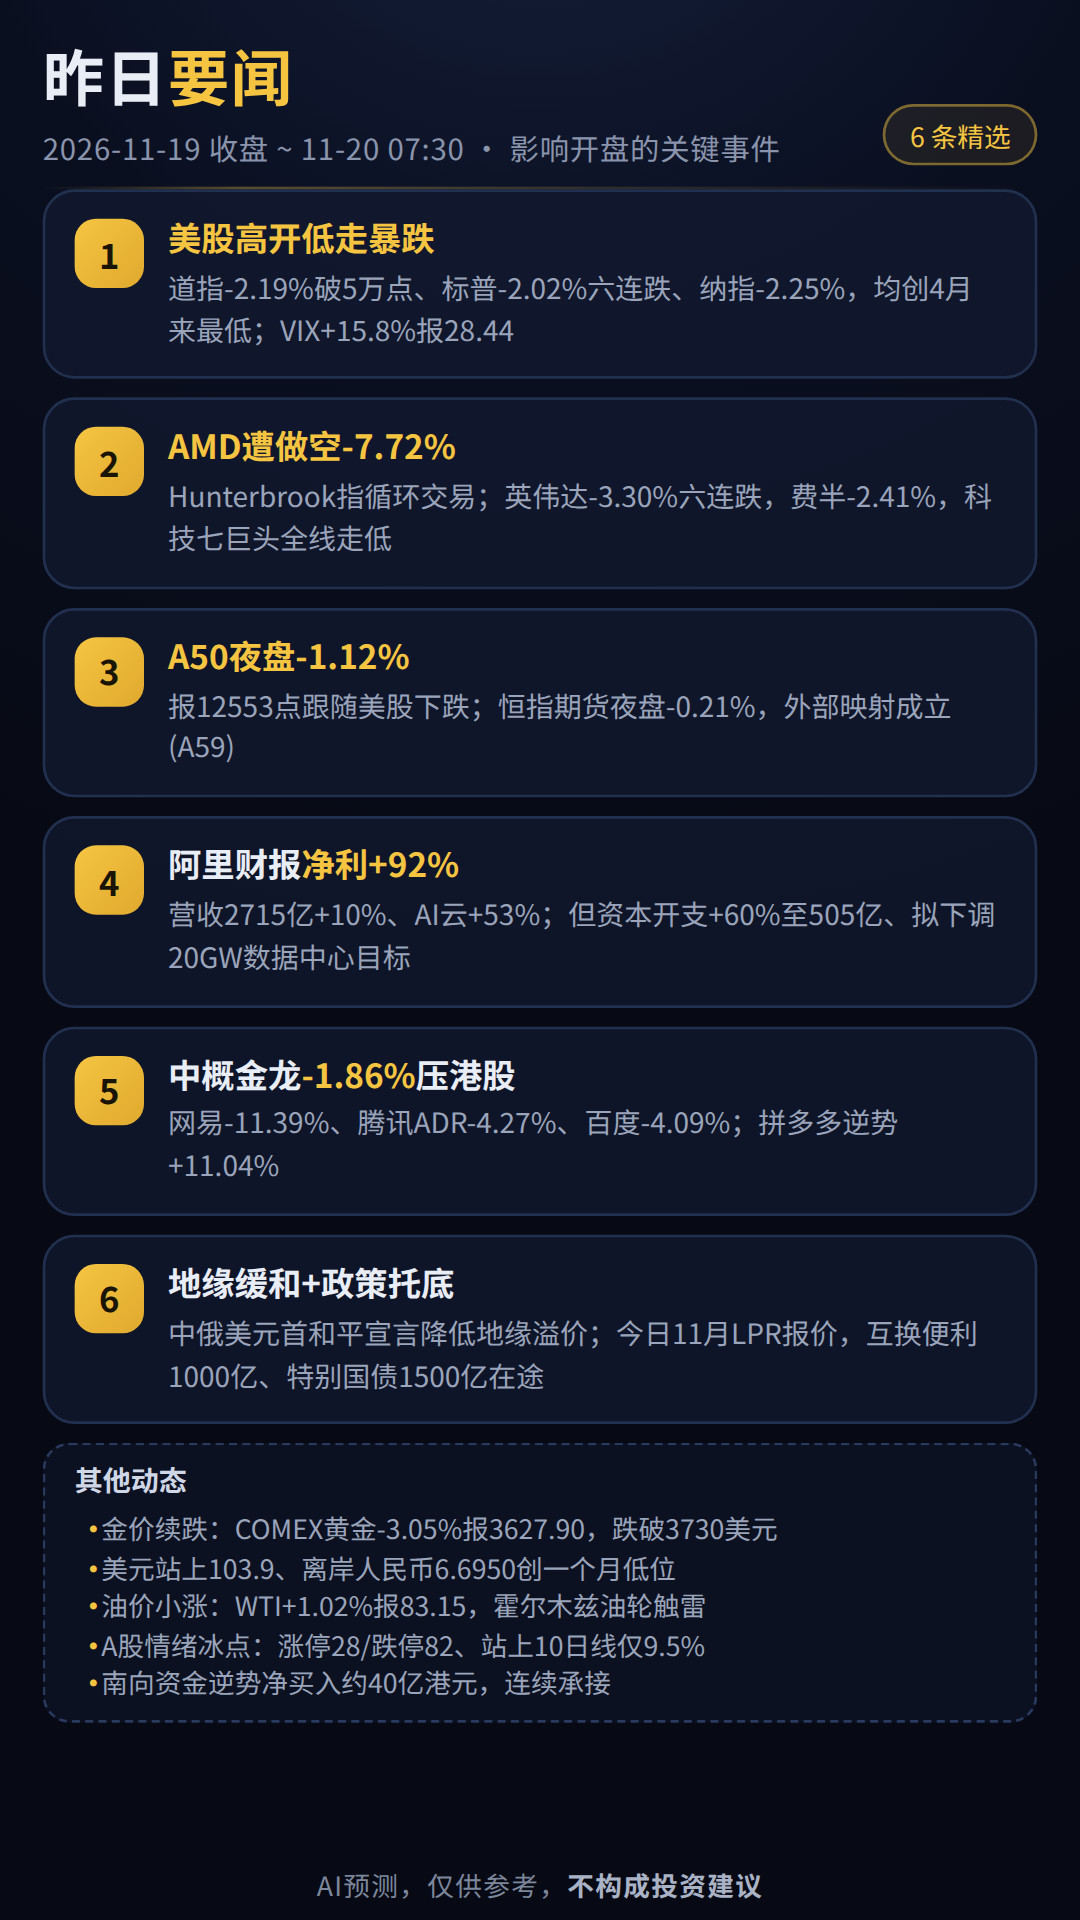 昨日要闻
2026-11-19 收盘 ~ 11-20 07:30 · 影响开盘的关键事件
6 条精选
1
美股高开低走暴跌
道指-2.19%破5万点、标普-2.02%六连跌、纳指-2.25%，均创4月
来最低；VIX+15.8%报28.44
2
AMD遭做空-7.72%
Hunterbrook指循环交易；英伟达-3.30%六连跌，费半-2.41%，科
技七巨头全线走低
3
A50夜盘-1.12%
报12553点跟随美股下跌；恒指期货夜盘-0.21%，外部映射成立
(A59)
4
阿里财报净利+92%
营收2715亿+10%、AI云+53%；但资本开支+60%至505亿、拟下调
20GW数据中心目标
5
中概金龙-1.86%压港股
网易-11.39%、腾讯ADR-4.27%、百度-4.09%；拼多多逆势
+11.04%
6
地缘缓和+政策托底
中俄美元首和平宣言降低地缘溢价；今日11月LPR报价，互换便利
1000亿、特别国债1500亿在途
其他动态
•金价续跌：COMEX黄金-3.05%报3627.90，跌破3730美元
•美元站上103.9、离岸人民币6.6950创一个月低位
•油价小涨：WTI+1.02%报83.15，霍尔木兹油轮触雷
•A股情绪冰点：涨停28/跌停82、站上10日线仅9.5%
•南向资金逆势净买入约40亿港元，连续承接
AI预测，仅供参考，不构成投资建议